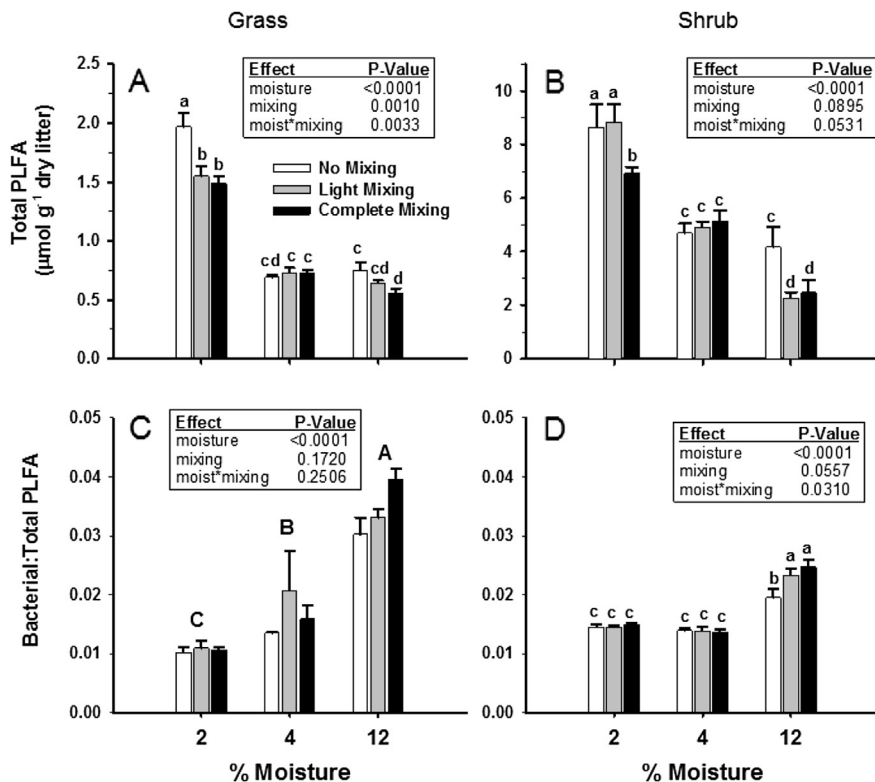 Grass
Shrub
Total PLFA
(µmol g-1 dry litter)
2.5
2.0
1.5
1.0
0.5
0.0
A
Effect P-Value
moisture <0.0001
mixing 0.0010
moist*mixing 0.0033
No Mixing
Light Mixing
Complete Mixing
a
b b
cd c c
c cd d
10
8
6
4
2
0
B
Effect P-Value
moisture <0.0001
mixing 0.0895
moist*mixing 0.0531
a a
b
c c c
c
d d
Bacterial:Total PLFA
0.05
0.04
0.03
0.02
0.01
0.00
C
Effect P-Value
moisture <0.0001
mixing 0.1720
moist*mixing 0.2506
C
B
A
2 4 12
% Moisture
0.05
0.04
0.03
0.02
0.01
0.00
D
Effect P-Value
moisture <0.0001
mixing 0.0557
moist*mixing 0.0310
c c c
c c c
b a a
2 4 12
% Moisture